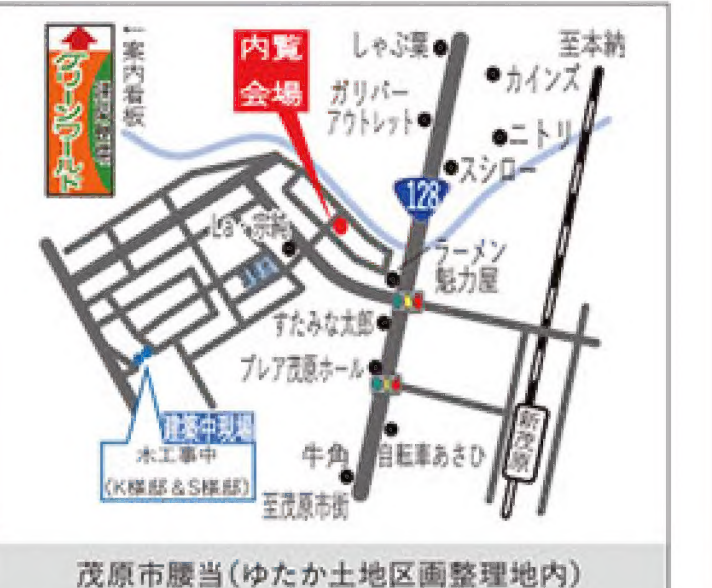 ←案内看板
グリーンワールド
内覧
会場
しゃぶ葉
至本納
カインズ
ガリバー
アウトレット
ニトリ
スシロー
128
La・宗純
ラーメン
魁力屋
すたみな太郎
プレア茂原ホール
建築中現場
木工事中
(K様邸&S様邸)
牛角
自転車あさひ
新茂原
至茂原市街
茂原市腰当(ゆたか土地区画整理地内)